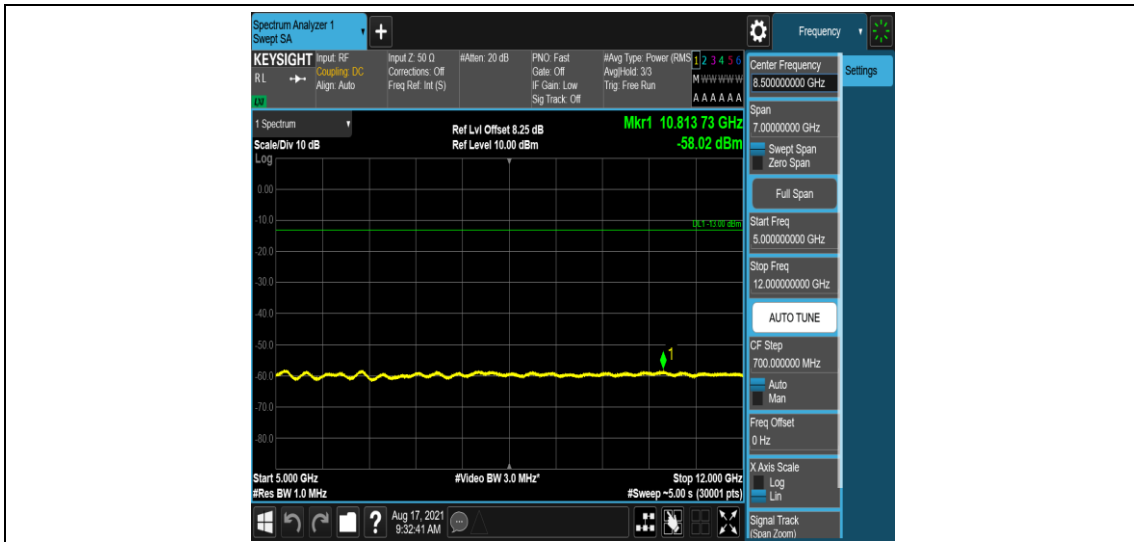 Spectrum Analyzer 1
Swept SA
+
Frequency
KEYSIGHT
RL
LM
Input: RF
Coupling: DC
Align: Auto
Input Z: 50 Ω
Corrections: Off
Freq Ref: Int (S)
#Atten: 20 dB
PNO: Fast
Gate: Off
IF Gain: Low
Sig Track: Off
#Avg Type: Power (RMS
Avg|Hold: 3/3
Trig: Free Run
1 2 3 4 5 6
M W W W W W
A A A A A A
1 Spectrum
Scale/Div 10 dB
Ref Lvl Offset 8.25 dB
Ref Level 10.00 dBm
Mkr1 10.813 73 GHz
-58.02 dBm
Log
0.00
-10.0
DL1 -13.00 dBm
-20.0
-30.0
-40.0
-50.0
1
-60.0
-70.0
-80.0
Start 5.000 GHz
#Res BW 1.0 MHz
#Video BW 3.0 MHz*
Stop 12.000 GHz
#Sweep ~5.00 s (30001 pts)
?
Aug 17, 2021
9:32:41 AM
Center Frequency
8.500000000 GHz
Settings
Span
7.00000000 GHz
Swept Span
Zero Span
Full Span
Start Freq
5.000000000 GHz
Stop Freq
12.000000000 GHz
AUTO TUNE
CF Step
700.000000 MHz
Auto
Man
Freq Offset
0 Hz
X Axis Scale
Log
Lin
Signal Track
(Span Zoom)